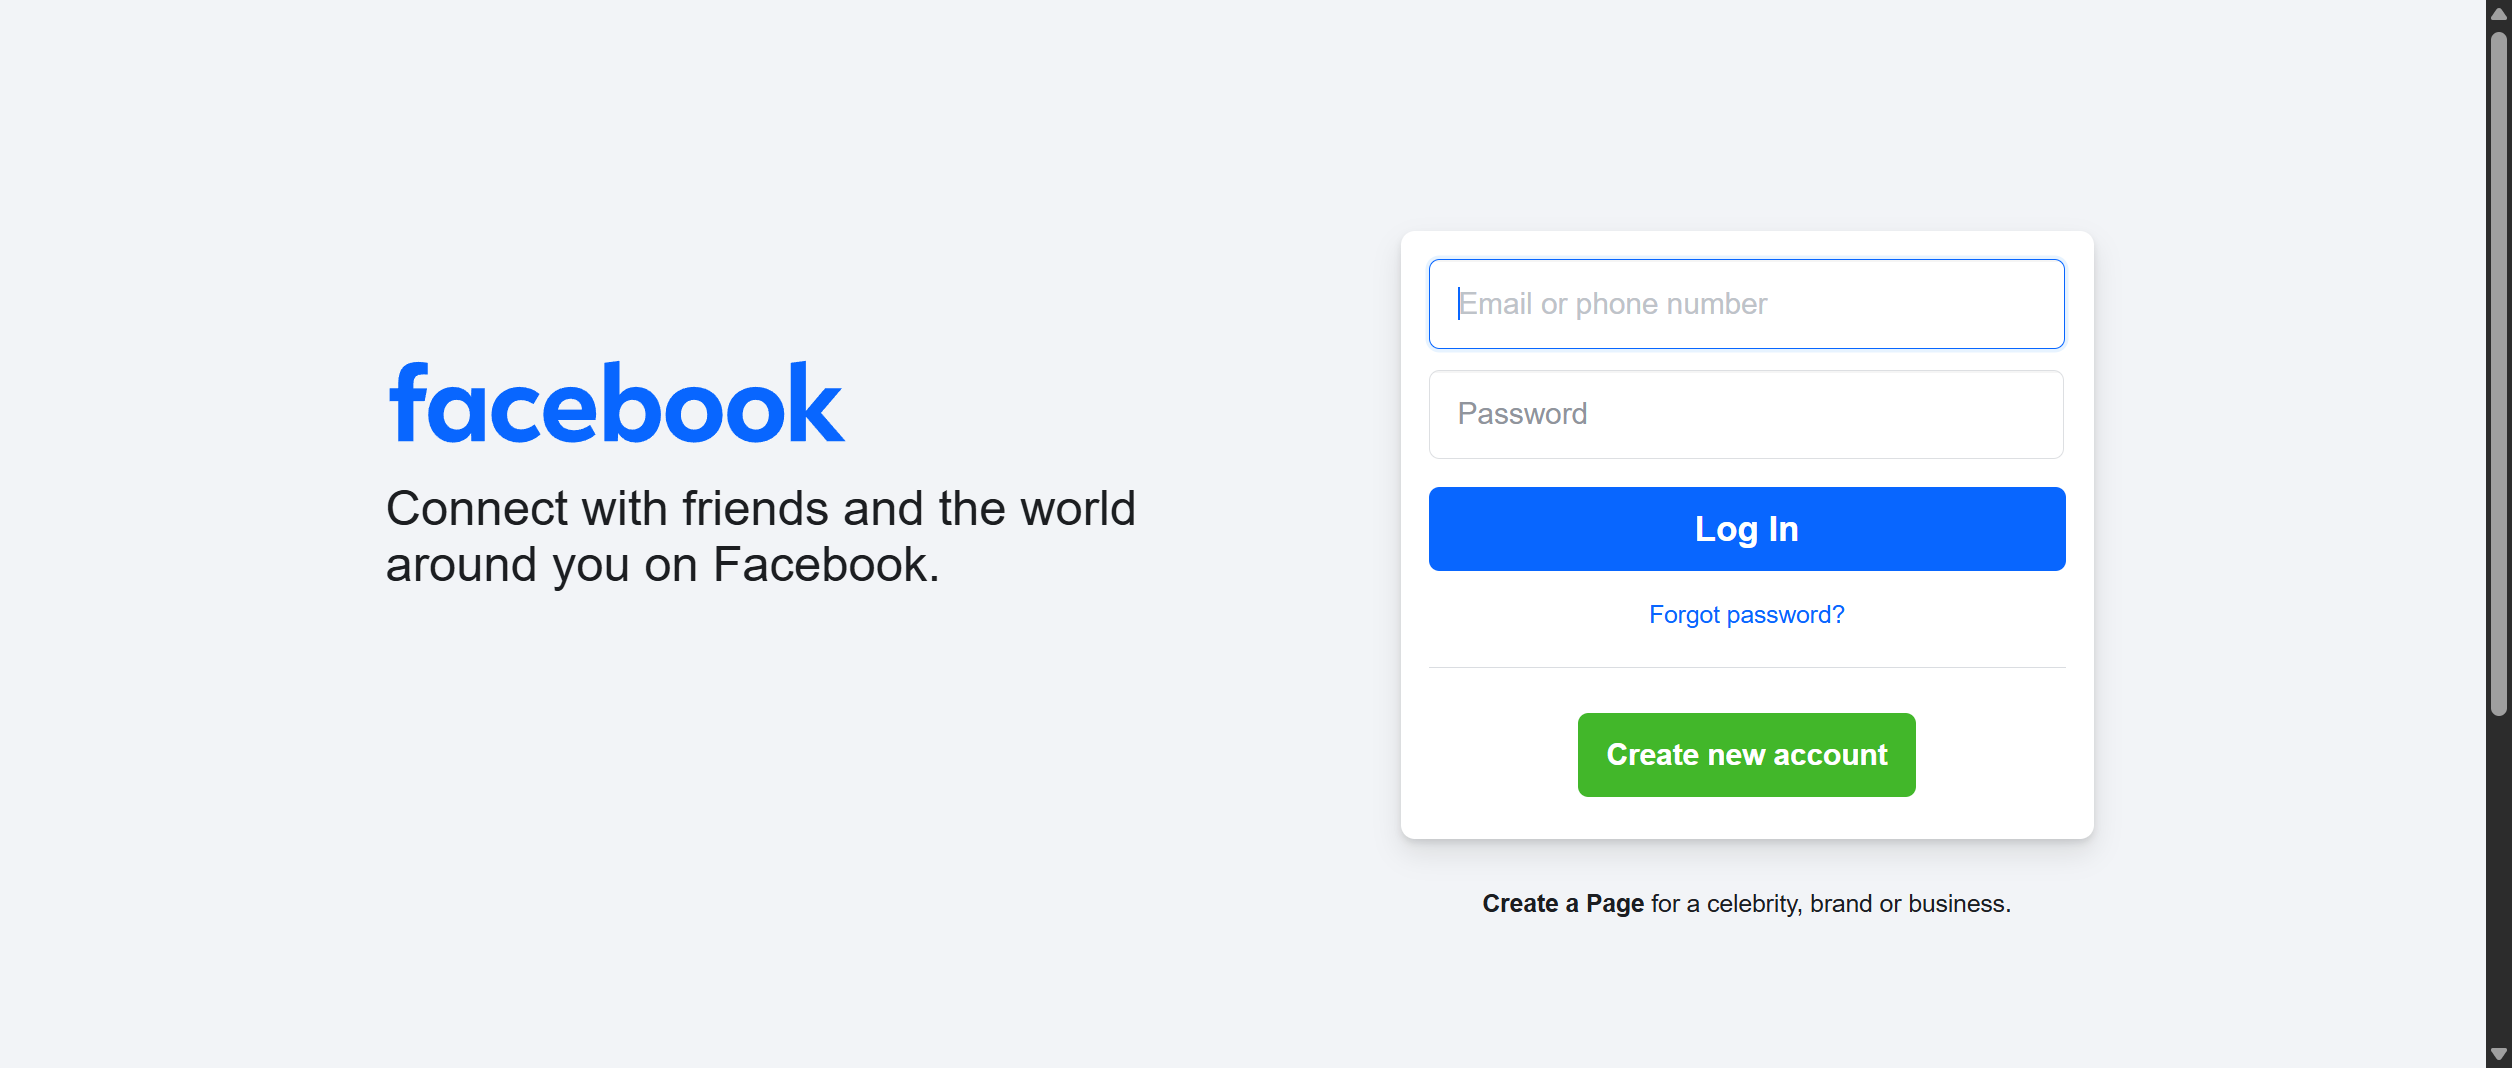 facebook
Connect with friends and the world
around you on Facebook.
Email or phone number
Password
Log In
Forgot password?
Create new account
Create a Page for a celebrity, brand or business.